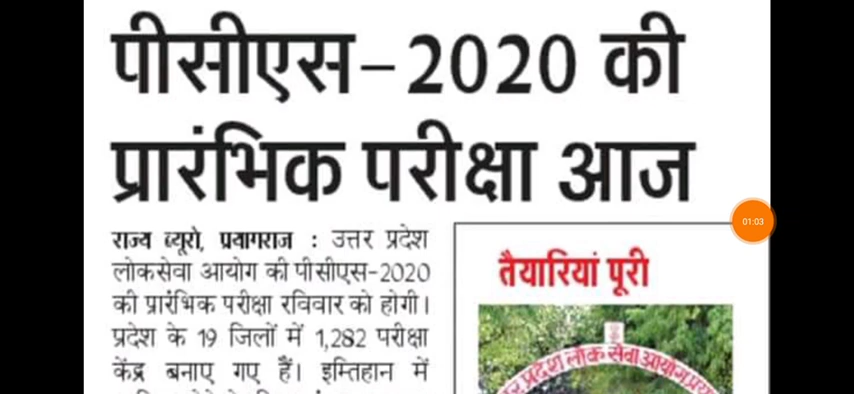 पीसीएस-2020 की
प्रारंभिक परीक्षा आज
राज्य ब्यूरो, प्रयागराज : उत्तर प्रदेश
लोकसेवा आयोग की पीसीएस-2020
की प्रारंभिक परीक्षा रविवार को होगी।
प्रदेश के 19 जिलों में 1,282 परीक्षा
केंद्र बनाए गए हैं। इम्तिहान में
तैयारियां पूरी
प्रदेश लोक सेवा आयोग
01:03